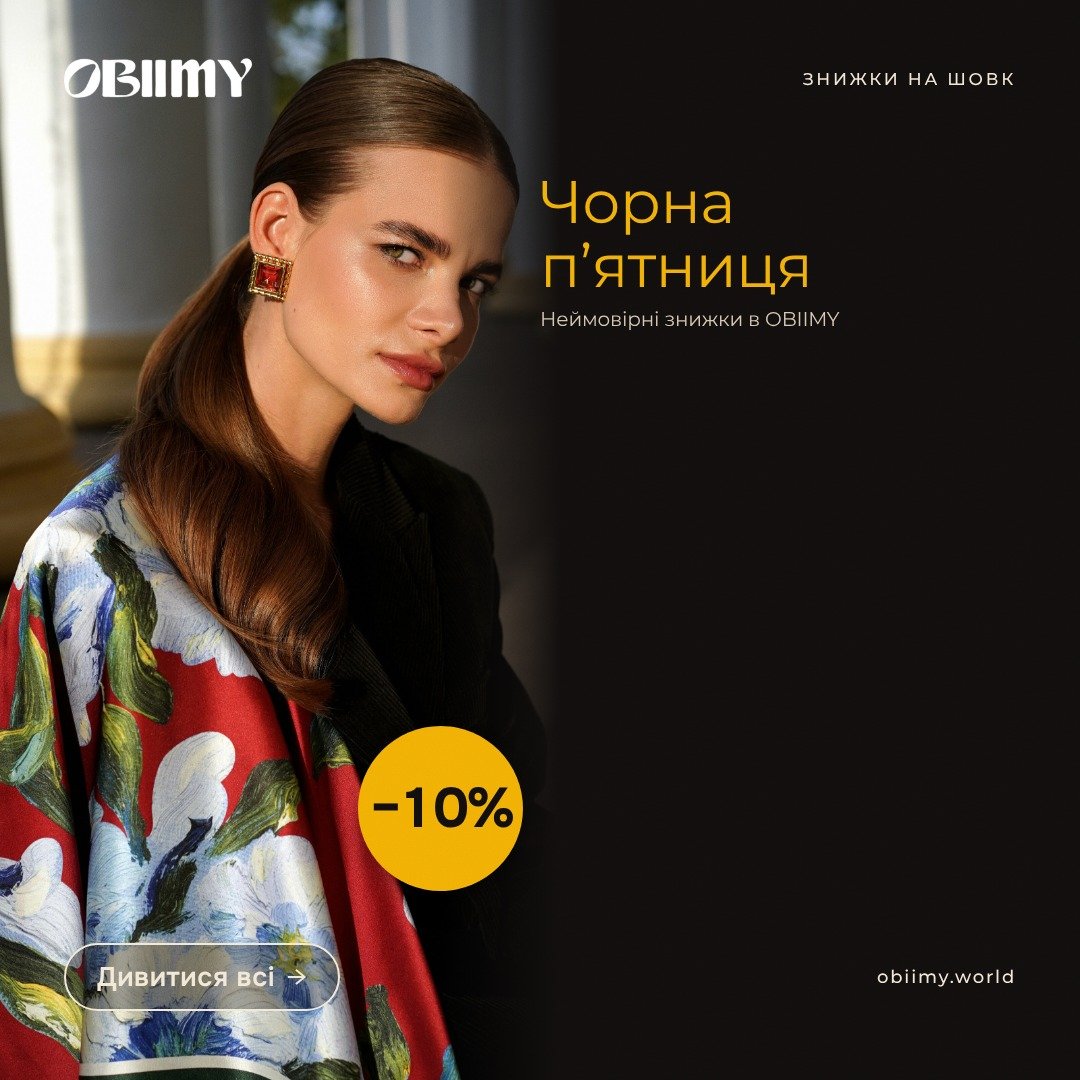 OBIIMY
ЗНИЖКИ НА ШОВК
Чорна
п’ятниця
Неймовірні знижки в OBIIMY
-10%
Дивитися всі →
obiimy.world